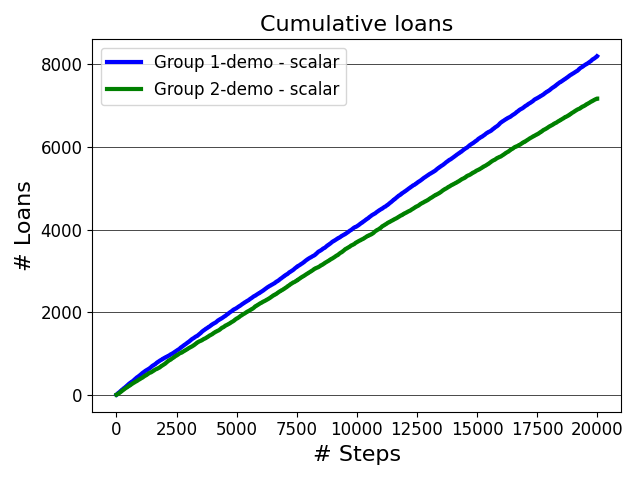 Cumulative loans
Group 1-demo - scalar
Group 2-demo - scalar
# Loans
8000
6000
4000
2000
0
0 2500 5000 7500 10000 12500 15000 17500 20000
# Steps